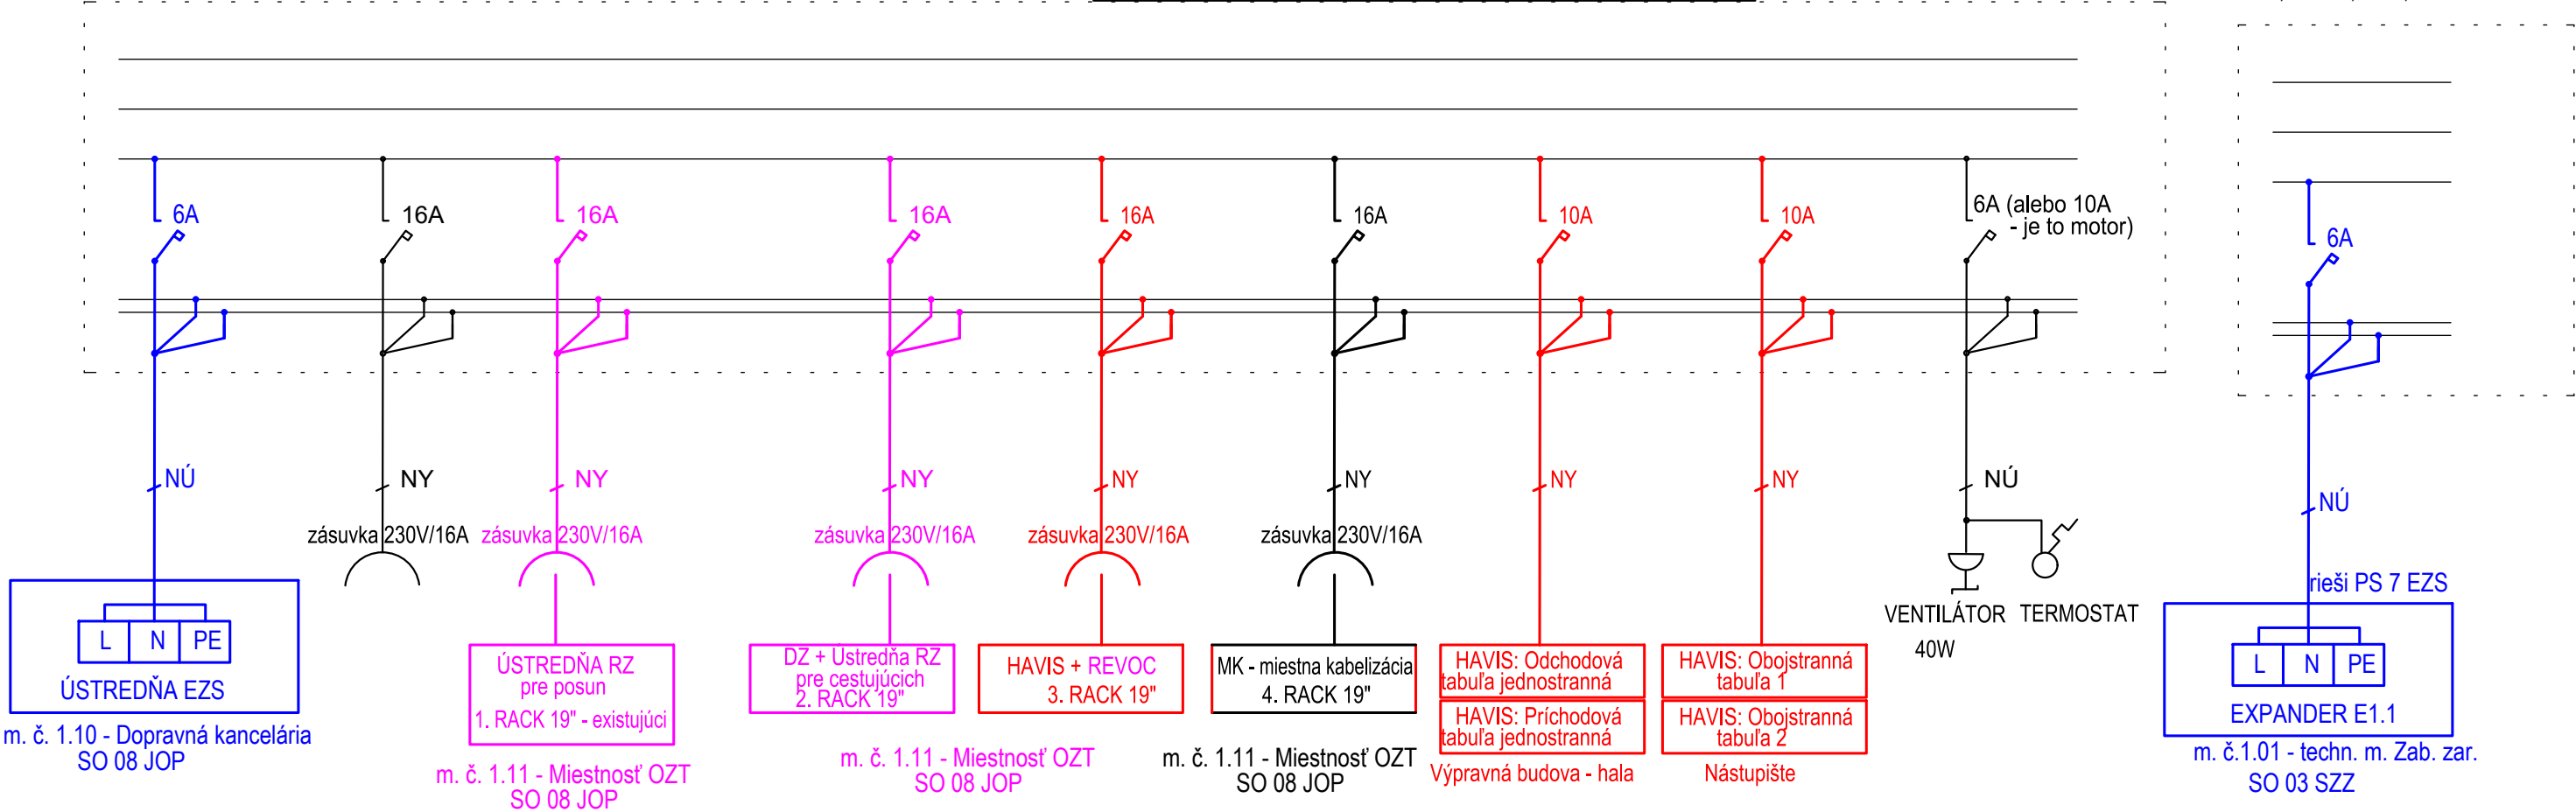 6A
16A
16A
16A
16A
16A
10A
10A
6A (alebo 10A
- je to motor)
6A
NÚ
NY
NY
NY
NY
NY
NY
NY
NÚ
NÚ
zásuvka 230V/16A
zásuvka 230V/16A
zásuvka 230V/16A
zásuvka 230V/16A
zásuvka 230V/16A
L N PE
ÚSTREDŇA EZS
m. č. 1.10 - Dopravná kancelária
SO 08 JOP
ÚSTREDŇA RZ
pre posun
1. RACK 19" - existujúci
m. č. 1.11 - Miestnosť OZT
SO 08 JOP
DZ + Ústredňa RZ
pre cestujúcich
2. RACK 19"
HAVIS + REVOC
3. RACK 19"
m. č. 1.11 - Miestnosť OZT
SO 08 JOP
MK - miestna kabelizácia
4. RACK 19"
m. č. 1.11 - Miestnosť OZT
SO 08 JOP
HAVIS: Odchodová
tabuľa jednostranná
HAVIS: Príchodová
tabuľa jednostranná
Výpravná budova - hala
HAVIS: Obojstranná
tabuľa 1
HAVIS: Obojstranná
tabuľa 2
Nástupište
VENTILÁTOR TERMOSTAT
40W
rieši PS 7 EZS
L N PE
EXPANDER E1.1
m. č.1.01 - techn. m. Zab. zar.
SO 03 SZZ